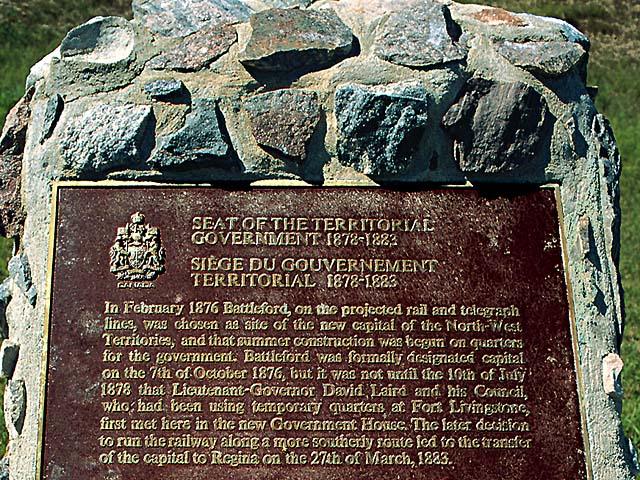 SEAT OF THE TERRITORIAL
GOVERNMENT 1878-1883
SIÈGE DU GOUVERNEMENT
TERRITORIAL 1878-1883
CANADA
In February 1876 Battleford, on the projected rail and telegraph
lines, was chosen as site of the new capital of the North-West
Territories, and that summer construction was begun on quarters
for the government. Battleford was formally designated capital
on the 7th of October 1876, but it was not until the 10th of July
1878 that Lieutenant-Governor David Laird and his Council,
who had been using temporary quarters at Fort Livingstone,
first met here in the new Government House. The later decision
to run the railway along a more southerly route led to the transfer
of the capital to Regina on the 27th of March, 1883.